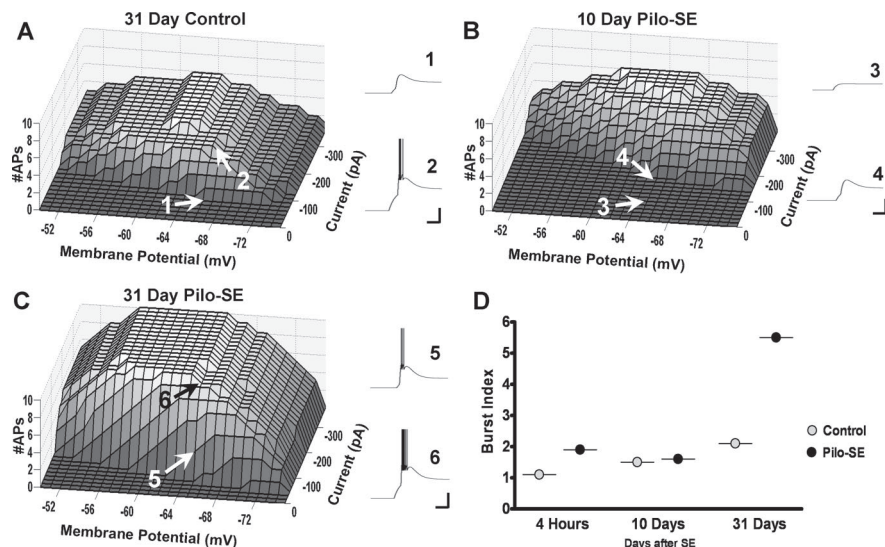 A
31 Day Control
#APs
10
8
6
4
2
0
-52
-56
-60
-64
-68
-72
0
-100
-200
-300
Membrane Potential (mV)
Current (pA)
1
2
1
2
B
10 Day Pilo-SE
#APs
10
8
6
4
2
0
-52
-56
-60
-64
-68
-72
0
-100
-200
-300
Membrane Potential (mV)
Current (pA)
4
3
3
4
C
31 Day Pilo-SE
#APs
10
8
6
4
2
0
-52
-56
-60
-64
-68
-72
0
-100
-200
-300
Membrane Potential (mV)
Current (pA)
6
5
5
6
D
Burst Index
6
5
4
3
2
1
0
4 Hours
10 Days
31 Days
Days after SE
Control
Pilo-SE